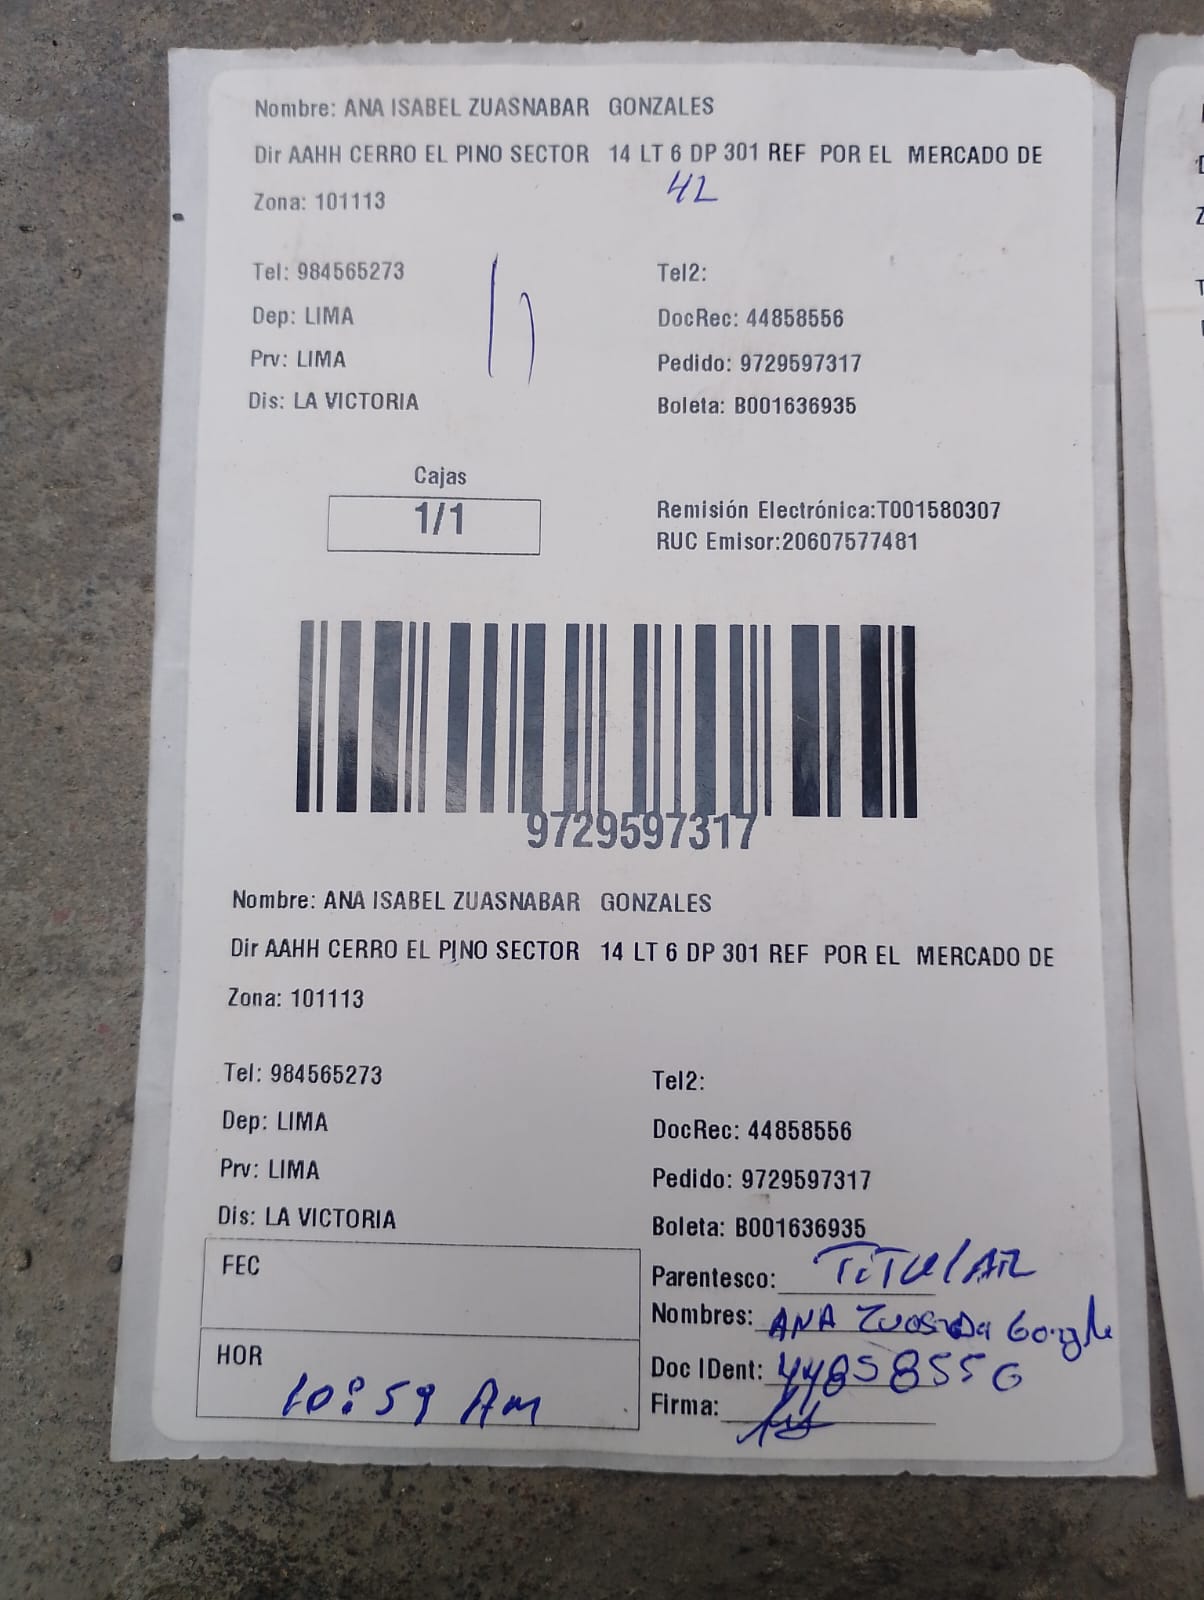 Nombre: ANA ISABEL ZUASNABAR GONZALES
Dir AAHH CERRO EL PINO SECTOR 14 LT 6 DP 301 REF POR EL MERCADO DE
42
Zona: 101113
Tel: 984565273 Tel2:
Dep: LIMA DocRec: 44858556
Prv: LIMA Pedido: 9729597317
Dis: LA VICTORIA Boleta: B001636935
Cajas
1/1
Remisión Electrónica:T001580307
RUC Emisor:20607577481
9729597317
Nombre: ANA ISABEL ZUASNABAR GONZALES
Dir AAHH CERRO EL PINO SECTOR 14 LT 6 DP 301 REF POR EL MERCADO DE
Zona: 101113
Tel: 984565273 Tel2:
Dep: LIMA DocRec: 44858556
Prv: LIMA Pedido: 9729597317
Dis: LA VICTORIA Boleta: B001636935
FEC
Parentesco: TITULAR
Nombres: ANA
HOR
Doc IDent: 44858556
10:59 AM
Firma: